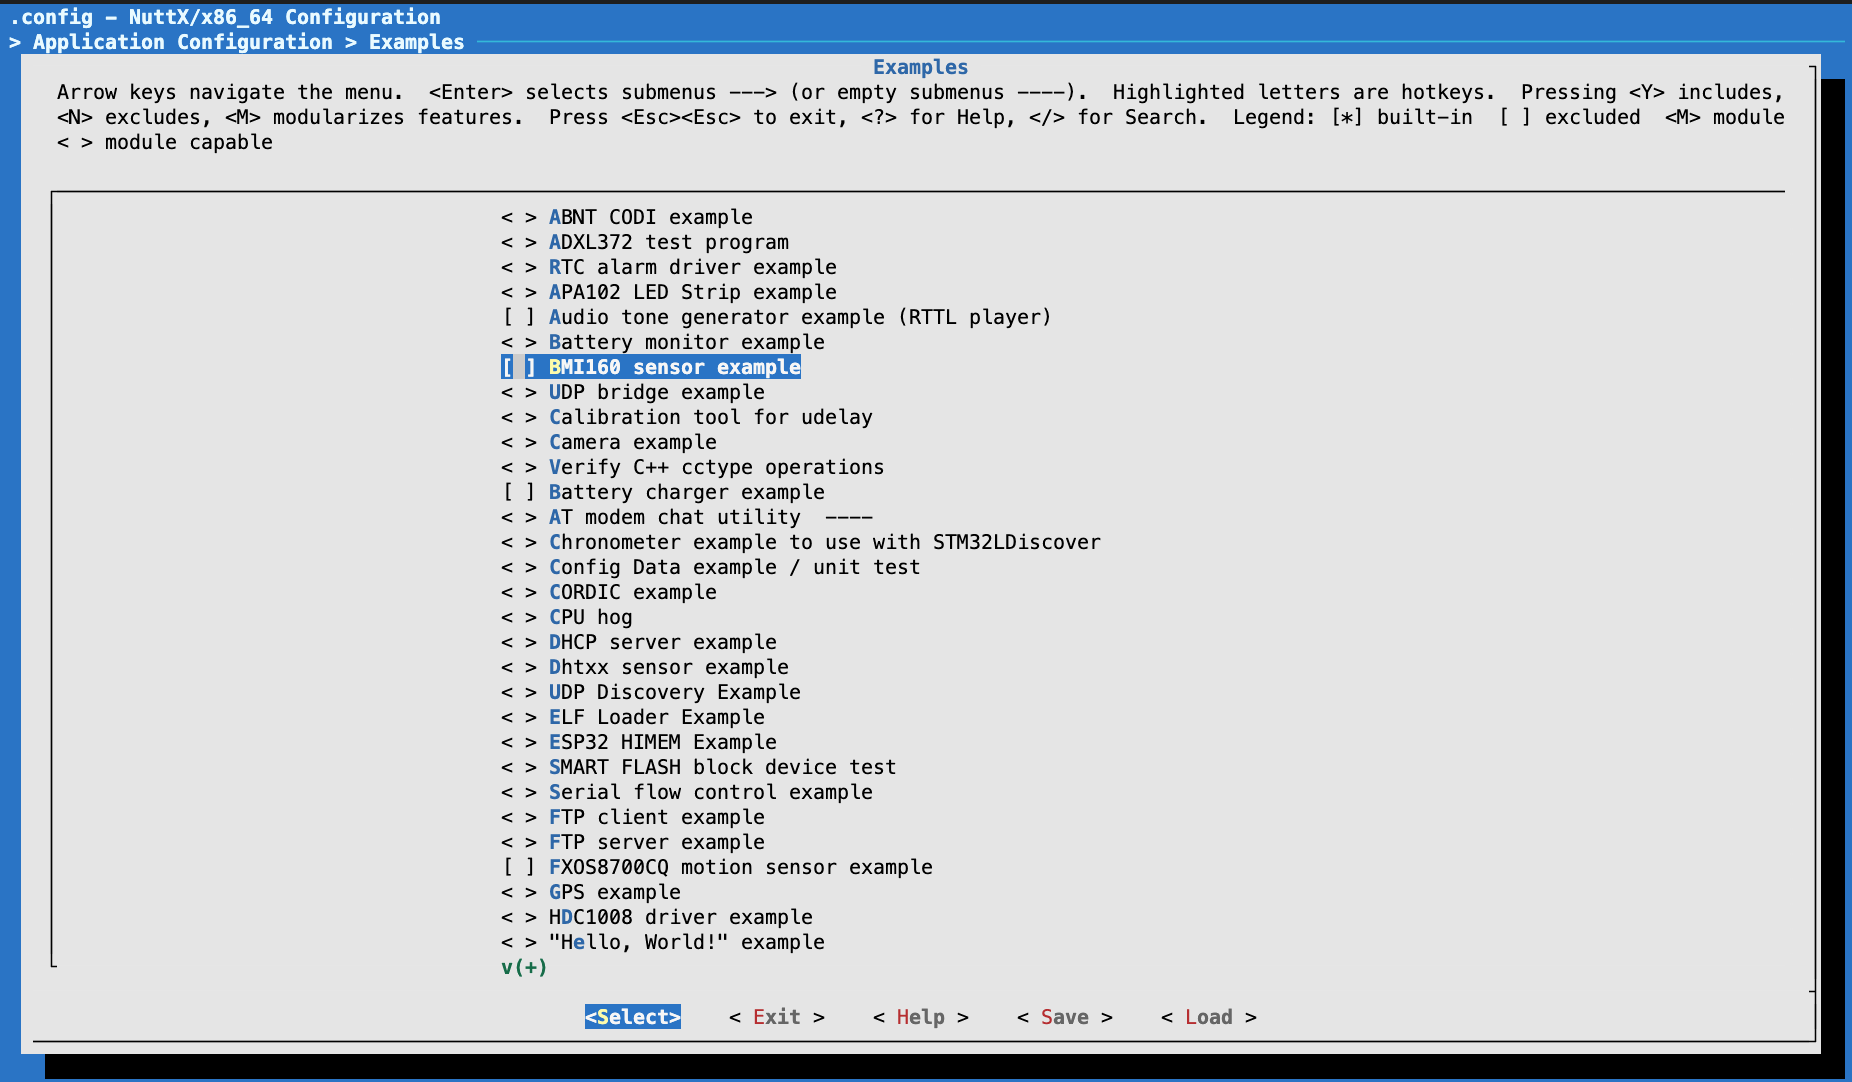 .config - NuttX/x86_64 Configuration
> Application Configuration > Examples
Examples
Arrow keys navigate the menu.  <Enter> selects submenus ---> (or empty submenus ----).  Highlighted letters are hotkeys.  Pressing <Y> includes,
<N> excludes, <M> modularizes features.  Press <Esc><Esc> to exit, <?> for Help, </> for Search.  Legend: [*] built-in  [ ] excluded  <M> module
< > module capable
< > ABNT CODI example
< > ADXL372 test program
< > RTC alarm driver example
< > APA102 LED Strip example
[ ] Audio tone generator example (RTTL player)
< > Battery monitor example
[ ] BMI160 sensor example
< > UDP bridge example
< > Calibration tool for udelay
< > Camera example
< > Verify C++ cctype operations
[ ] Battery charger example
< > AT modem chat utility  ----
< > Chronometer example to use with STM32LDiscover
< > Config Data example / unit test
< > CORDIC example
< > CPU hog
< > DHCP server example
< > Dhtxx sensor example
< > UDP Discovery Example
< > ELF Loader Example
< > ESP32 HIMEM Example
< > SMART FLASH block device test
< > Serial flow control example
< > FTP client example
< > FTP server example
[ ] FXOS8700CQ motion sensor example
< > GPS example
< > HDC1008 driver example
< > "Hello, World!" example
v(+)
<Select>    < Exit >    < Help >    < Save >    < Load >